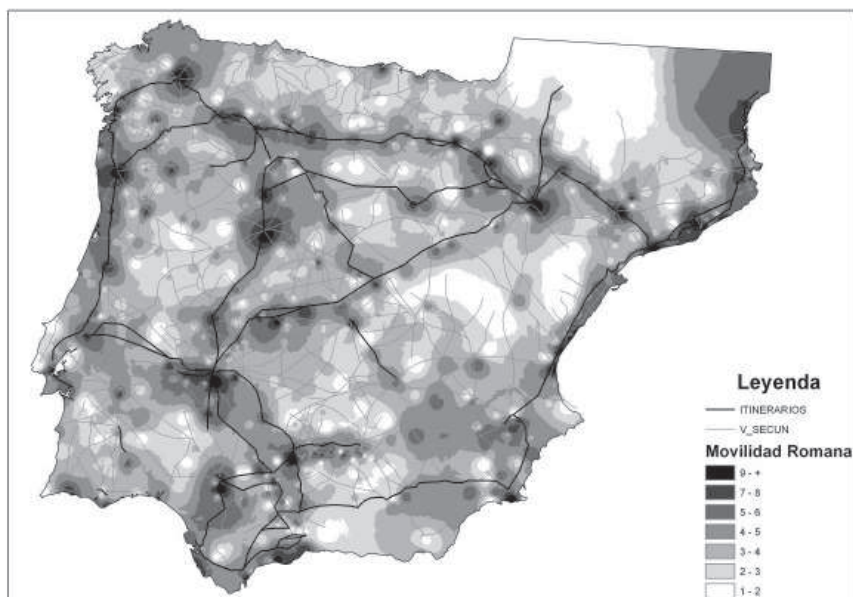 Leyenda
ITINERARIOS
V_SECUN
Movilidad Romana
9 - +
7 - 8
5 - 6
4 - 5
3 - 4
2 - 3
1 - 2